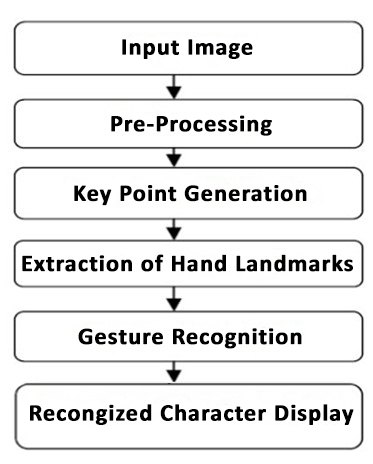 Input Image
Pre-Processing
Key Point Generation
Extraction of Hand Landmarks
Gesture Recognition
Recongized Character Display